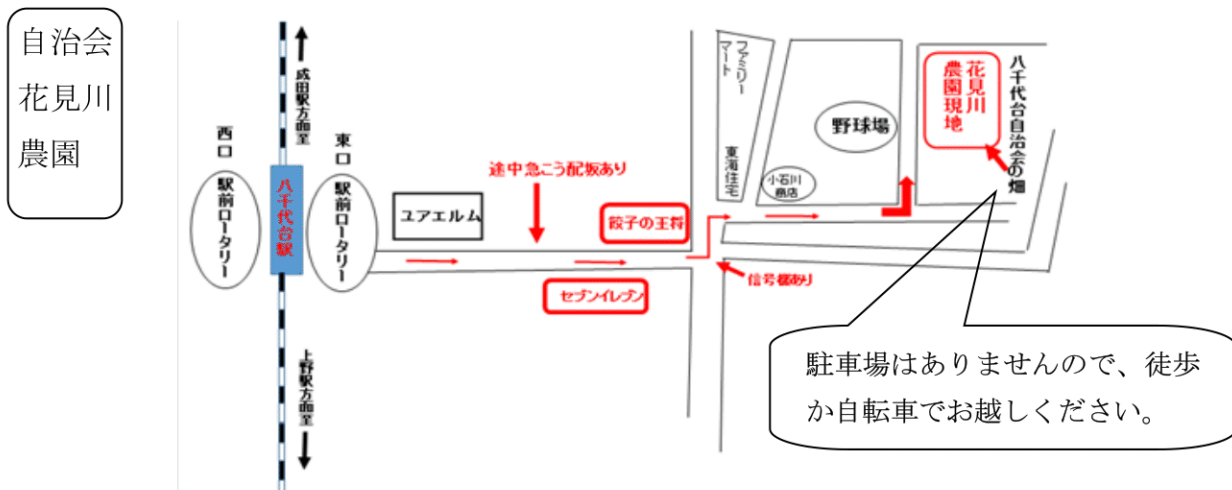 自治会
花見川
農園
成田駅方面至
西口
駅前ロータリー
八千代台駅
東口
駅前ロータリー
上野駅方面至
ユアエルム
途中急こう配坂あり
餃子の王将
セブンイレブン
信号機あり
ファミリー
マート
東海住宅
小石川
商店
野球場
花見川
農園現地
八千代台自治会の畑
駐車場はありませんので、徒歩
か自転車でお越しください。